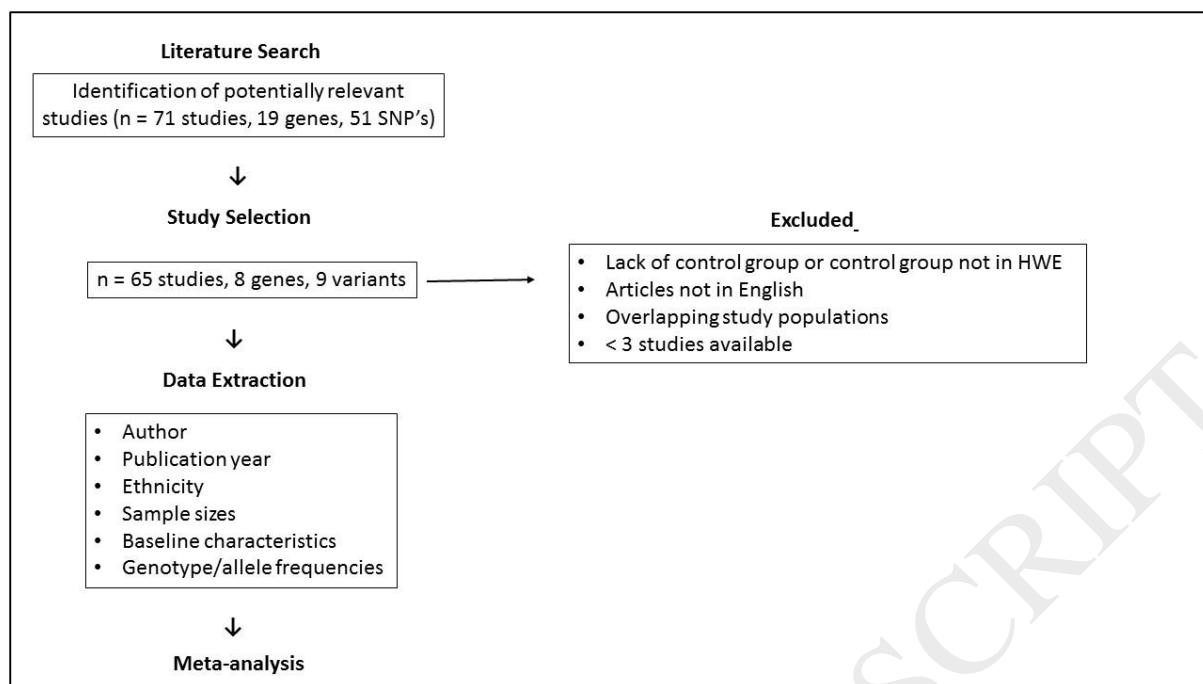 Literature Search
Identification of potentially relevant
studies (n = 71 studies, 19 genes, 51 SNP's)
↓
Study Selection
n = 65 studies, 8 genes, 9 variants
Excluded
• Lack of control group or control group not in HWE
• Articles not in English
• Overlapping study populations
• < 3 studies available
↓
Data Extraction
• Author
• Publication year
• Ethnicity
• Sample sizes
• Baseline characteristics
• Genotype/allele frequencies
↓
Meta-analysis
SCRIPT